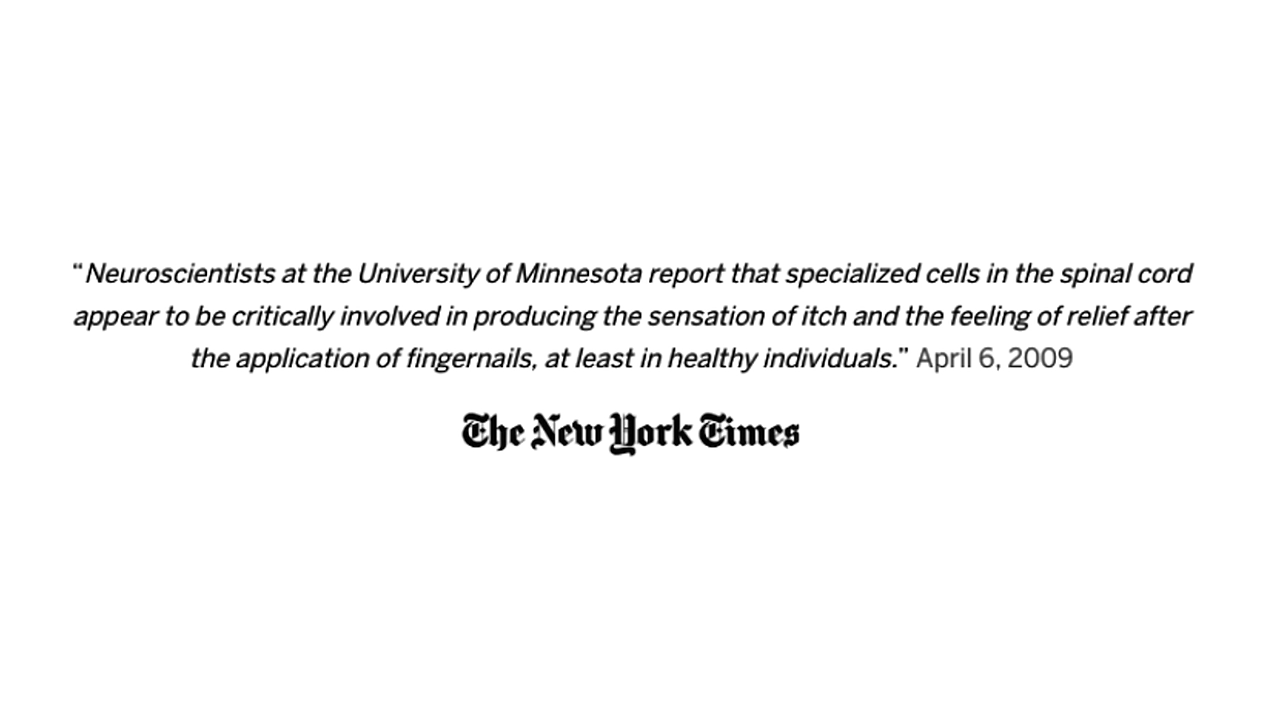 “Neuroscientists at the University of Minnesota report that specialized cells in the spinal cord
appear to be critically involved in producing the sensation of itch and the feeling of relief after
the application of fingernails, at least in healthy individuals.” April 6, 2009
The New York Times